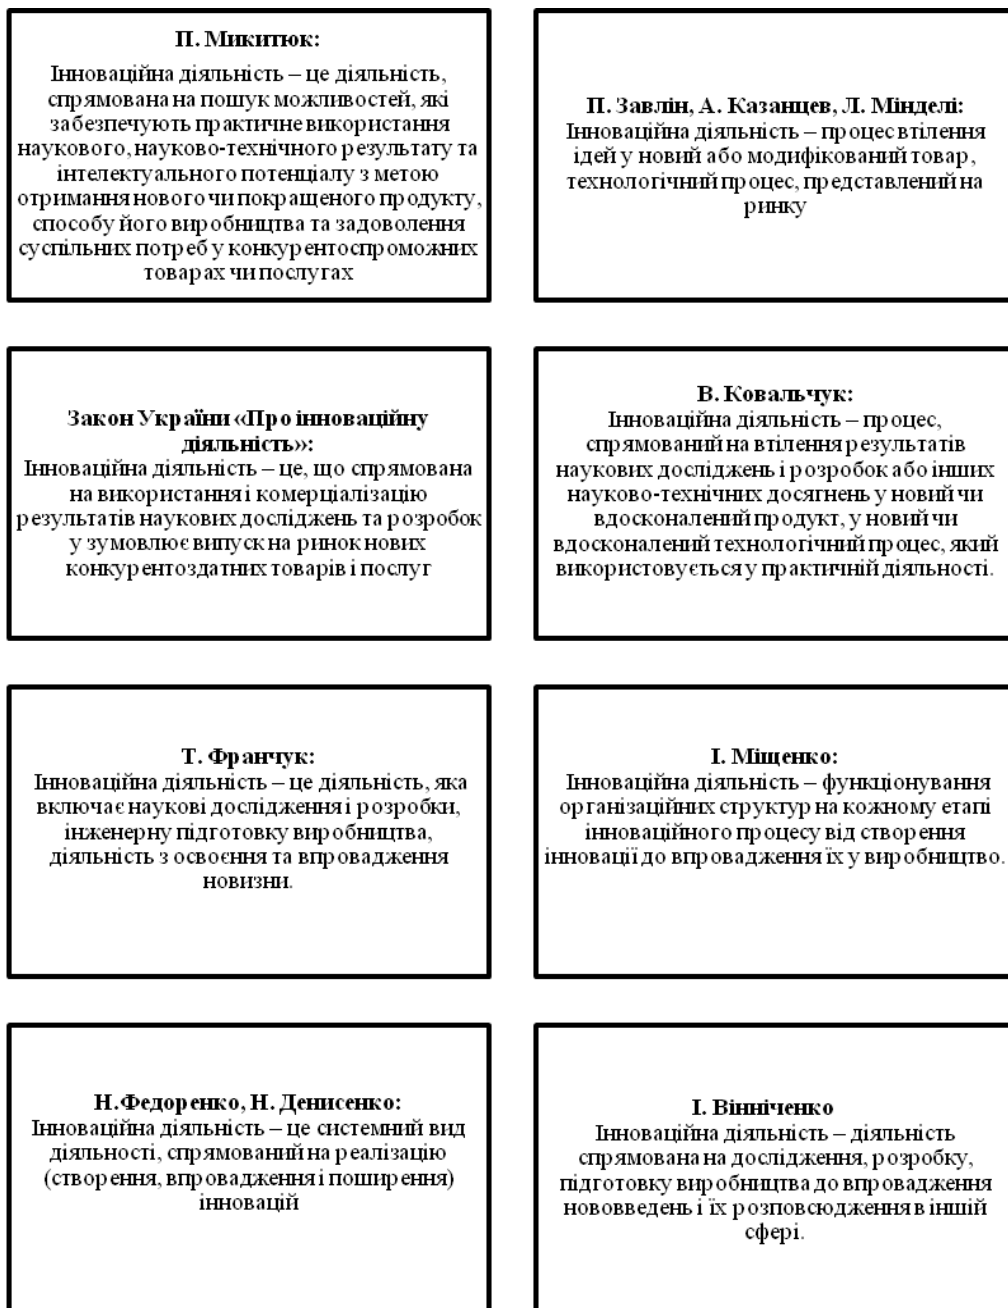 П. Микитюк:
Інноваційна діяльність – це діяльність,
спрямована на пошук можливостей, які
забезпечують практичне використання
наукового, науково-технічного результату та
інтелектуального потенціалу з метою
отримання нового чи покращеного продукту,
способу його виробництва та задоволення
суспільних потреб у конкурентоспроможних
товарах чи послугах
П. Завлін, А. Казанцев, Л. Мінделі:
Інноваційна діяльність – процес втілення
ідей у новий або модифікований товар,
технологічний процес, представлений на
ринку
Закон України «Про інноваційну
діяльність»:
Інноваційна діяльність – це, що спрямована
на використання і комерціалізацію
результатів наукових досліджень та розробок
у зумовлює випуск на ринок нових
конкурентоздатних товарів і послуг
В. Ковальчук:
Інноваційна діяльність – процес,
спрямований на втілення результатів
наукових досліджень і розробок або інших
науково-технічних досягнень у новий чи
вдосконалений продукт, у новий чи
вдосконалений технологічний процес, який
використовується у практичній діяльності.
Т. Франчук:
Інноваційна діяльність – це діяльність, яка
включає наукові дослідження і розробки,
інженерну підготовку виробництва,
діяльність з освоєння та впровадження
новизни.
І. Міщенко:
Інноваційна діяльність – функціонування
організаційних структур на кожному етапі
інноваційного процесу від створення
інновації до впровадження їх у виробництво.
Н.Федоренко, Н. Денисенко:
Інноваційна діяльність – це системний вид
діяльності, спрямований на реалізацію
(створення, впровадження і поширення)
інновацій
І. Вінніченко
Інноваційна діяльність – діяльність
спрямована на дослідження, розробку,
підготовку виробництва до впровадження
нововведень і їх розповсюдження в іншій
сфері.